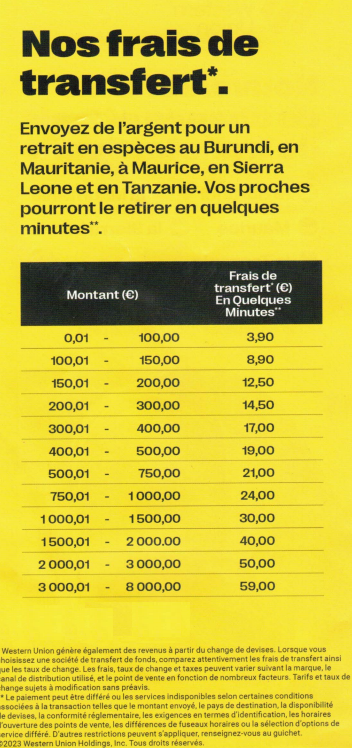 Nos frais de
transfert*.
Envoyez de l'argent pour un
retrait en espèces au Burundi, en
Mauritanie, à Maurice, en Sierra
Leone et en Tanzanie. Vos proches
pourront le retirer en quelques
minutes**.
Montant (€) Frais de transfert* (€) En Quelques Minutes**
0,01 - 100,00 3,90
100,01 - 150,00 8,90
150,01 - 200,00 12,50
200,01 - 300,00 14,50
300,01 - 400,00 17,00
400,01 - 500,00 19,00
500,01 - 750,00 21,00
750,01 - 1 000,00 24,00
1 000,01 - 1 500,00 30,00
1 500,01 - 2 000.00 40,00
2 000,01 - 3 000,00 50,00
3 000,01 - 8 000,00 59,00
Western Union génère également des revenus à partir du change de devises. Lorsque vous
choisissez une société de transfert de fonds, comparez attentivement les frais de transfert ainsi
que les taux de change. Les frais, taux de change et taxes peuvent varier suivant la marque, le
canal de distribution utilisé, et le point de vente en fonction de nombreux facteurs. Tarifs et taux de
change sujets à modification sans préavis.
* Le paiement peut être différé ou les services indisponibles selon certaines conditions
associées à la transaction telles que le montant envoyé, le pays de destination, la disponibilité
de devises, la conformité réglementaire, les exigences en termes d'identification, les horaires
d'ouverture des points de vente, les différences de fuseaux horaires ou la sélection d'options de
service différé. D'autres restrictions peuvent s'appliquer, renseignez-vous au guichet.
©2023 Western Union Holdings, Inc. Tous droits réservés.